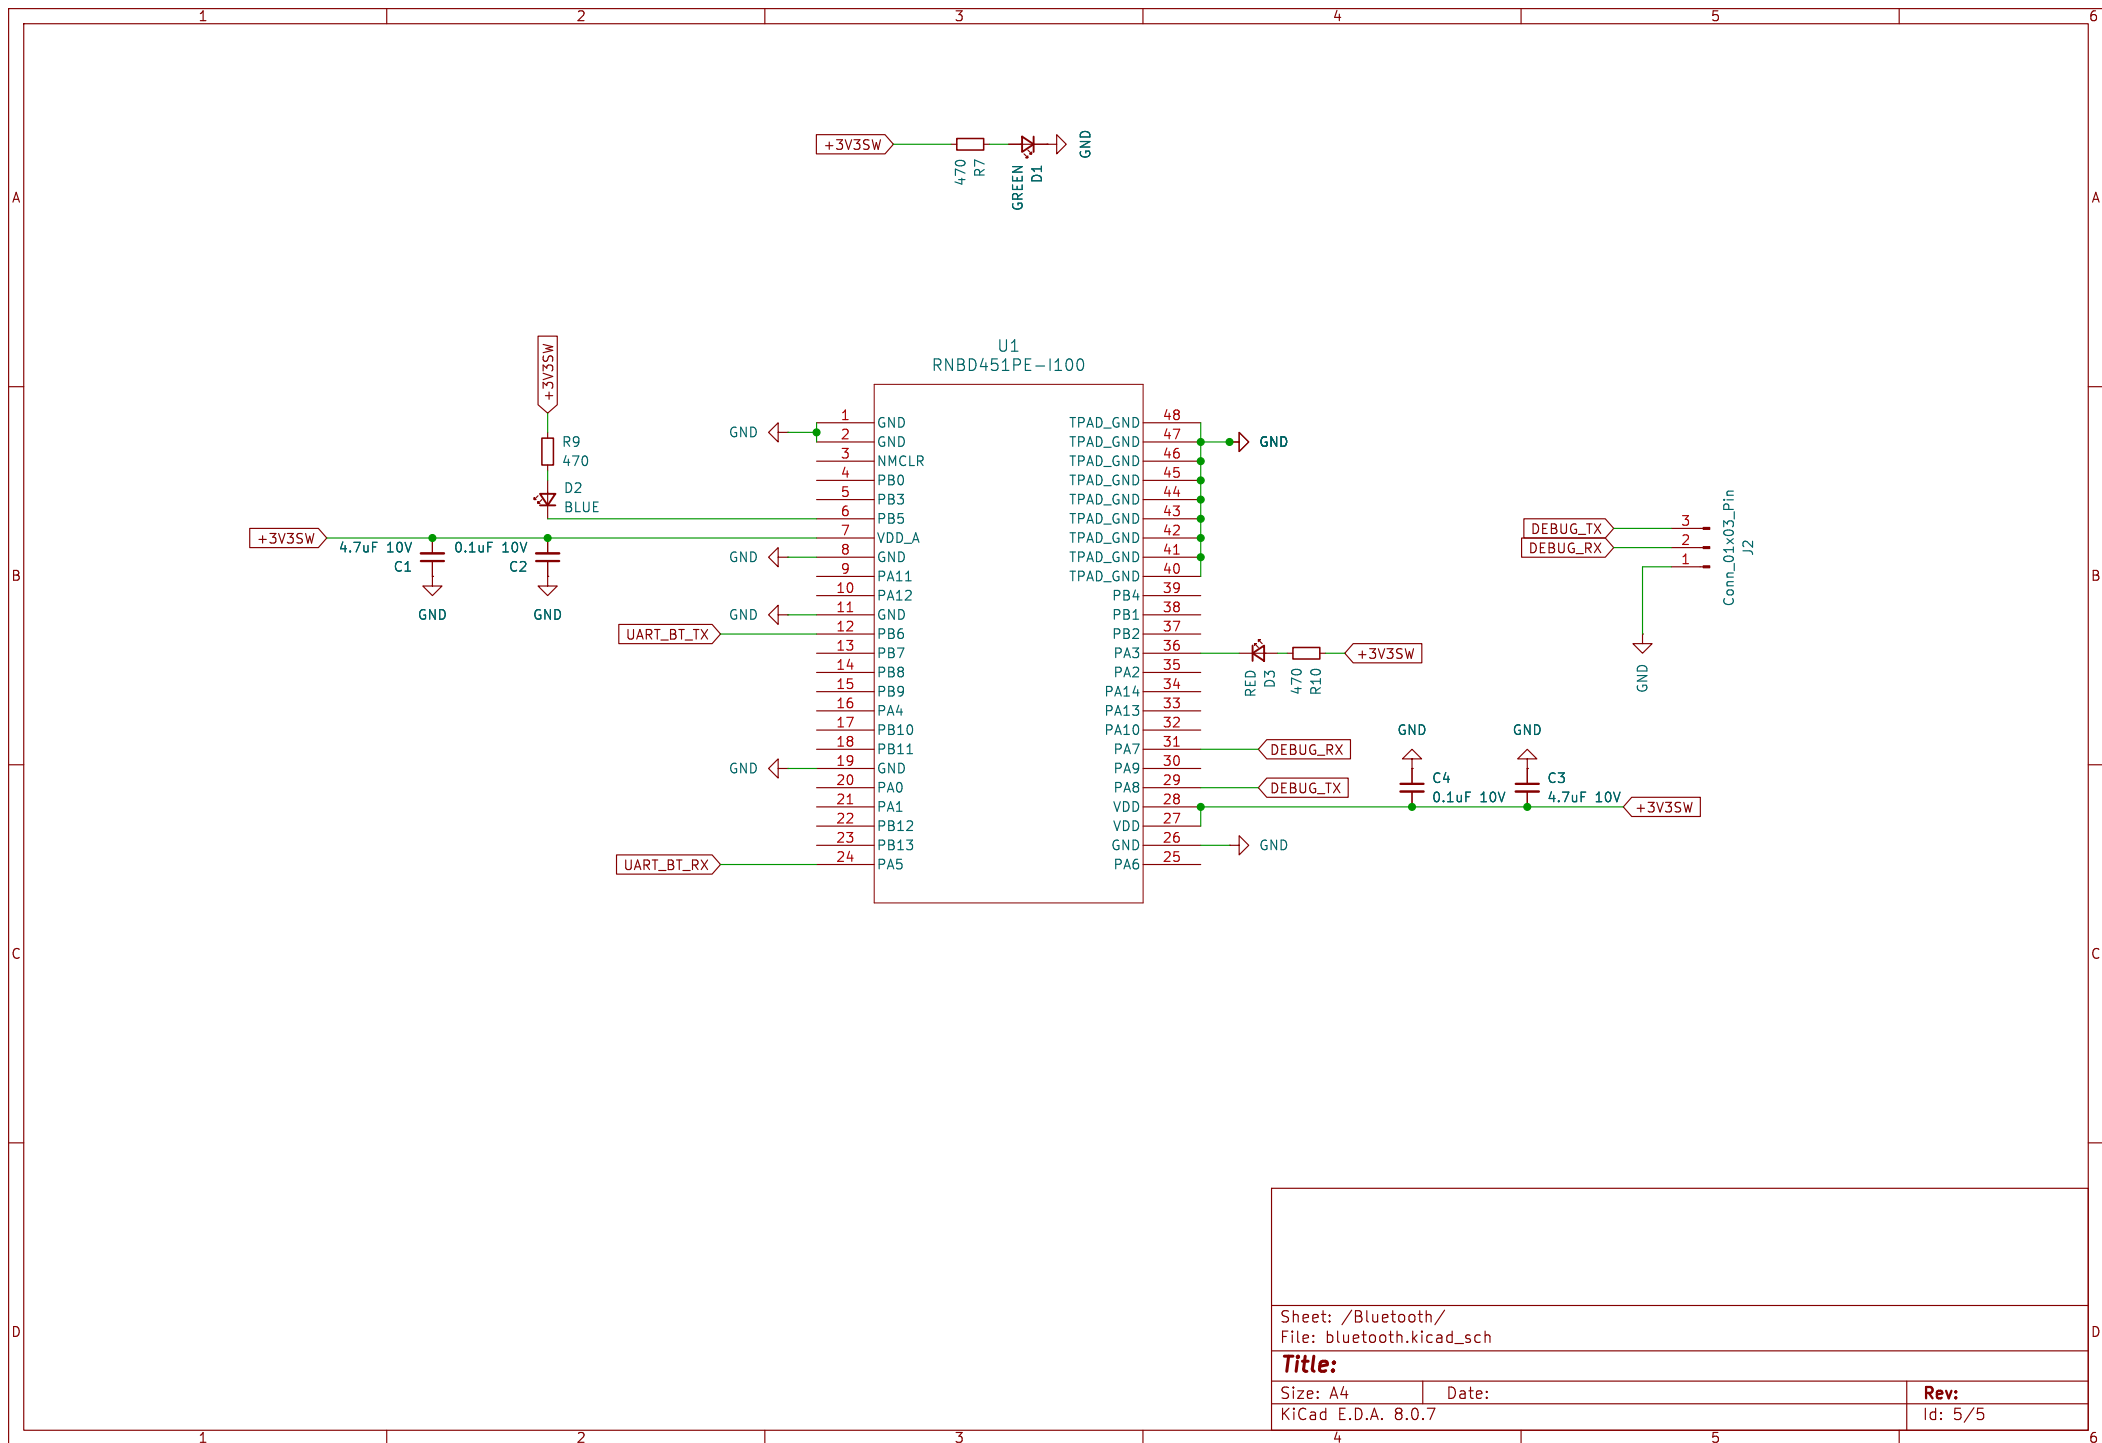 1 2 3 4 5 6
+3V3SW
470
R7
GREEN
D1
GND
A A
+3V3SW
R9
470
D2
BLUE
+3V3SW
4.7uF 10V
C1
GND
0.1uF 10V
C2
GND
U1
RNBD451PE-I100
GND
1 GND
2 GND
3 NMCLR
4 PB0
5 PB3
6 PB5
7 VDD_A
GND 8 GND
9 PA11
10 PA12
GND 11 GND
UART_BT_TX 12 PB6
13 PB7
14 PB8
15 PB9
16 PA4
17 PB10
18 PB11
GND 19 GND
20 PA0
21 PA1
22 PB12
23 PB13
UART_BT_RX 24 PA5
TPAD_GND 48
TPAD_GND 47 GND
TPAD_GND 46
TPAD_GND 45
TPAD_GND 44
TPAD_GND 43
TPAD_GND 42
TPAD_GND 41
TPAD_GND 40
PB4 39
PB1 38
PB2 37
PA3 36
PA2 35
PA14 34
PA13 33
PA10 32
PA7 31 DEBUG_RX
PA9 30
PA8 29 DEBUG_TX
VDD 28
VDD 27
GND 26 GND
PA6 25
RED
D3
470
R10
+3V3SW
GND
C4
0.1uF 10V
GND
C3
4.7uF 10V
+3V3SW
DEBUG_TX 3
DEBUG_RX 2
1
Conn_01x03_Pin
J2
GND
B B
C C
D D
Sheet: /Bluetooth/
File: bluetooth.kicad_sch
Title:
Size: A4 Date: Rev:
KiCad E.D.A. 8.0.7 Id: 5/5
1 2 3 4 5 6